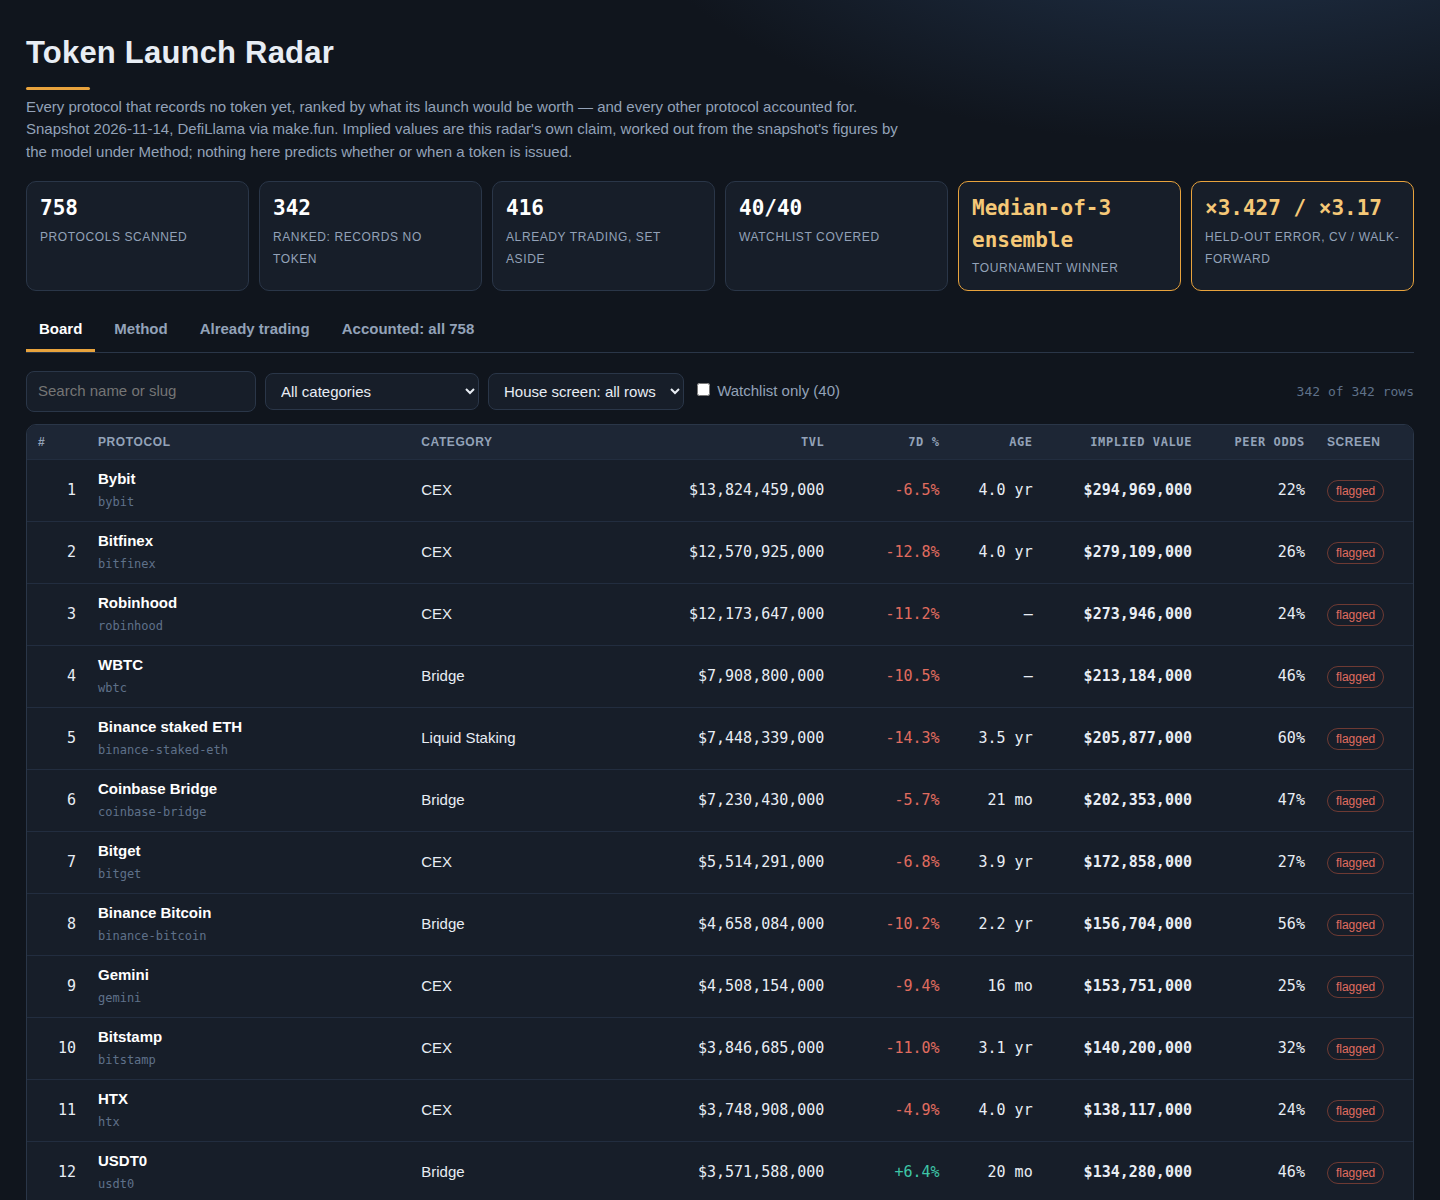 Token Launch Radar
Every protocol that records no token yet, ranked by what its launch would be worth — and every other protocol accounted for.
Snapshot 2026-11-14, DefiLlama via make.fun. Implied values are this radar's own claim, worked out from the snapshot's figures by
the model under Method; nothing here predicts whether or when a token is issued.
758
PROTOCOLS SCANNED
342
RANKED: RECORDS NO
TOKEN
416
ALREADY TRADING, SET
ASIDE
40/40
WATCHLIST COVERED
Median-of-3
ensemble
TOURNAMENT WINNER
×3.427 / ×3.17
HELD-OUT ERROR, CV / WALK-
FORWARD
Board Method Already trading Accounted: all 758
Search name or slug All categories House screen: all rows Watchlist only (40) 342 of 342 rows
# PROTOCOL CATEGORY TVL 7D % AGE IMPLIED VALUE PEER ODDS SCREEN
1 Bybit CEX $13,824,459,000 -6.5% 4.0 yr $294,969,000 22% flagged
bybit
2 Bitfinex CEX $12,570,925,000 -12.8% 4.0 yr $279,109,000 26% flagged
bitfinex
3 Robinhood CEX $12,173,647,000 -11.2% — $273,946,000 24% flagged
robinhood
4 WBTC Bridge $7,908,800,000 -10.5% — $213,184,000 46% flagged
wbtc
5 Binance staked ETH Liquid Staking $7,448,339,000 -14.3% 3.5 yr $205,877,000 60% flagged
binance-staked-eth
6 Coinbase Bridge Bridge $7,230,430,000 -5.7% 21 mo $202,353,000 47% flagged
coinbase-bridge
7 Bitget CEX $5,514,291,000 -6.8% 3.9 yr $172,858,000 27% flagged
bitget
8 Binance Bitcoin Bridge $4,658,084,000 -10.2% 2.2 yr $156,704,000 56% flagged
binance-bitcoin
9 Gemini CEX $4,508,154,000 -9.4% 16 mo $153,751,000 25% flagged
gemini
10 Bitstamp CEX $3,846,685,000 -11.0% 3.1 yr $140,200,000 32% flagged
bitstamp
11 HTX CEX $3,748,908,000 -4.9% 4.0 yr $138,117,000 24% flagged
htx
12 USDT0 Bridge $3,571,588,000 +6.4% 20 mo $134,280,000 46% flagged
usdt0